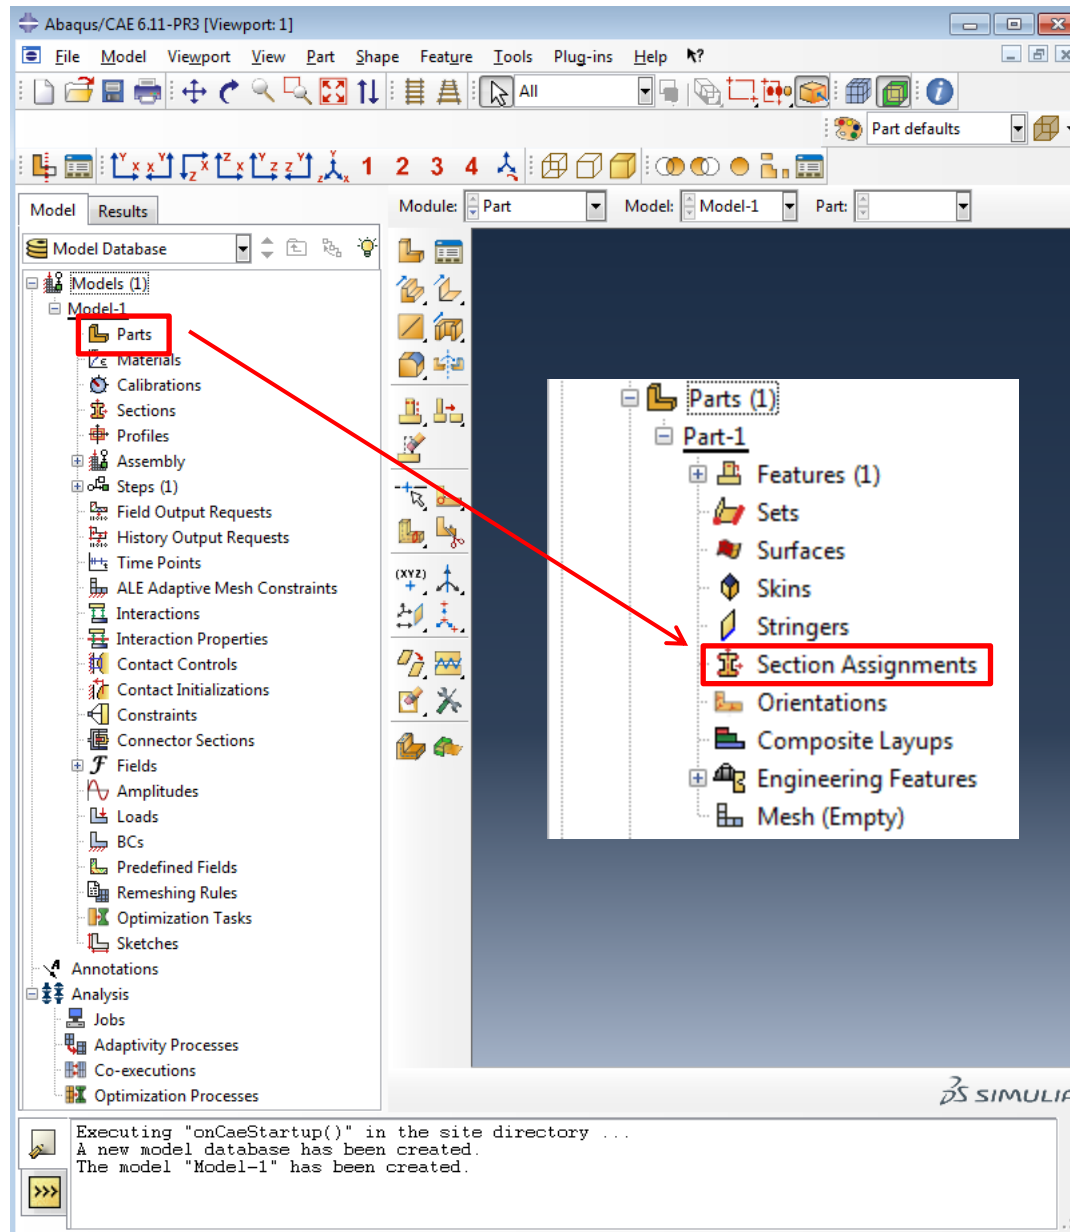 Abaqus/CAE 6.11-PR3 [Viewport: 1]
File Model Viewport View Part Shape Feature Tools Plug-ins Help ?
All
Part defaults
1 2 3 4
Model Results
Module: Part Model: Model-1 Part:
Model Database
Models (1)
Model-1
Parts
Materials
Calibrations
Sections
Profiles
Assembly
Steps (1)
Field Output Requests
History Output Requests
Time Points
ALE Adaptive Mesh Constraints
Interactions
Interaction Properties
Contact Controls
Contact Initializations
Constraints
Connector Sections
Fields
Amplitudes
Loads
BCs
Predefined Fields
Remeshing Rules
Optimization Tasks
Sketches
Annotations
Analysis
Jobs
Adaptivity Processes
Co-executions
Optimization Processes
(XYZ)
Parts (1)
Part-1
Features (1)
Sets
Surfaces
Skins
Stringers
Section Assignments
Orientations
Composite Layups
Engineering Features
Mesh (Empty)
SIMULIA
Executing "onCaeStartup()" in the site directory ...
A new model database has been created.
The model "Model-1" has been created.
>>>